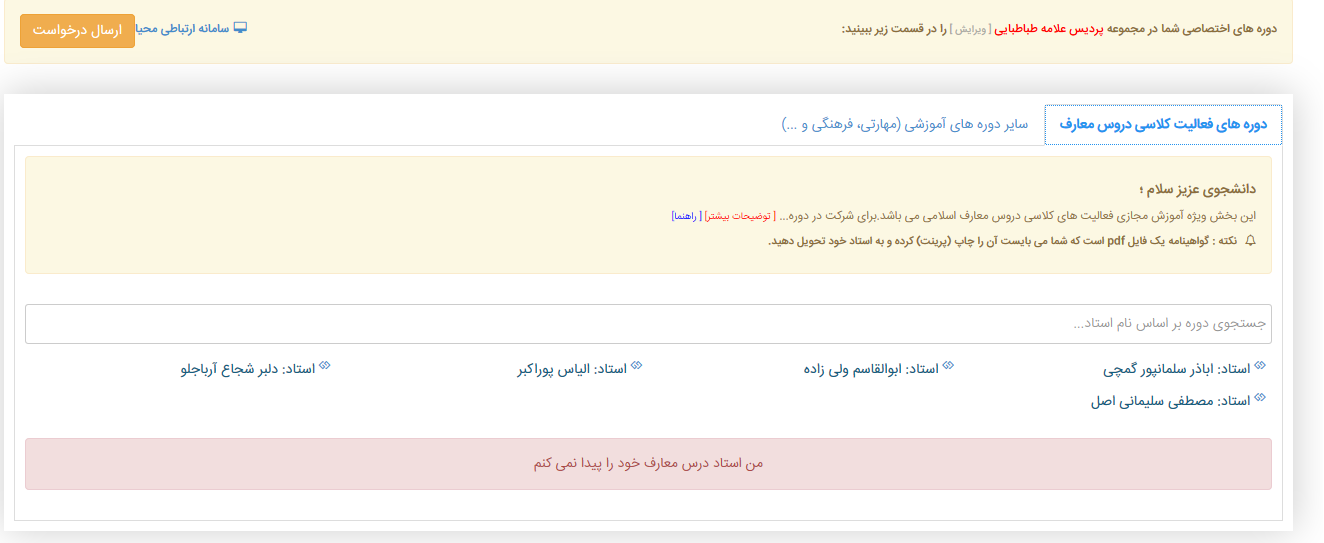 دوره های اختصاصی شما در مجموعه پردیس علامه طباطبایی [ ویرایش ] را در قسمت زیر ببینید:
سامانه ارتباطی محیا
ارسال درخواست
دوره های فعالیت کلاسی دروس معارف
سایر دوره های آموزشی (مهارتی، فرهنگی و ...)
دانشجوی عزیز سلام ؛
این بخش ویژه آموزش مجازی فعالیت های کلاسی دروس معارف اسلامی می باشد.برای شرکت در دوره... [ توضیحات بیشتر] [ راهنما]
نکته : گواهینامه یک فایل pdf است که شما می بایست آن را چاپ (پرینت) کرده و به استاد خود تحویل دهید.
جستجوی دوره بر اساس نام استاد...
استاد: اباذر سلمانپور گمچی
استاد: ابوالقاسم ولی زاده
استاد: الیاس پوراکبر
استاد: دلبر شجاع آرباجلو
استاد: مصطفی سلیمانی اصل
من استاد درس معارف خود را پیدا نمی کنم